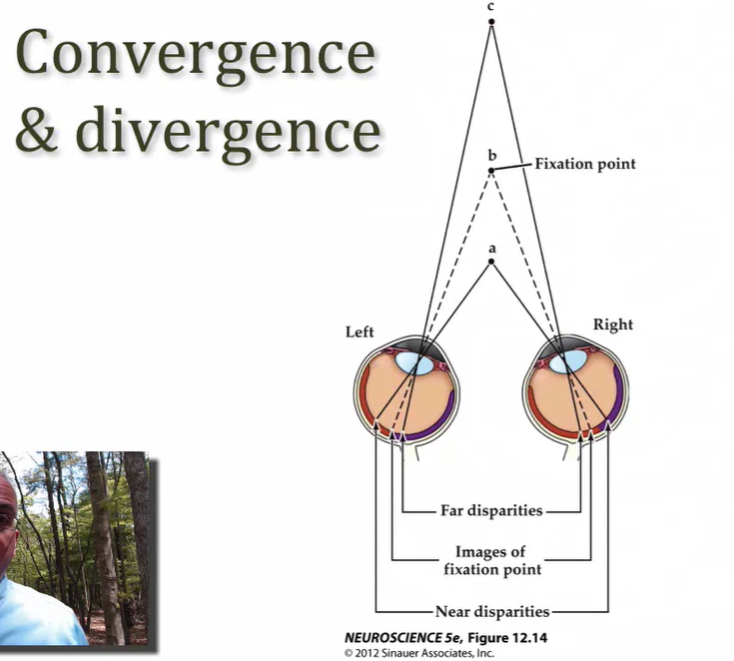 Convergence
& divergence
c
b
Fixation point
a
Left
Right
Far disparities
Images of
fixation point
Near disparities
NEUROSCIENCE 5e, Figure 12.14
© 2012 Sinauer Associates, Inc.